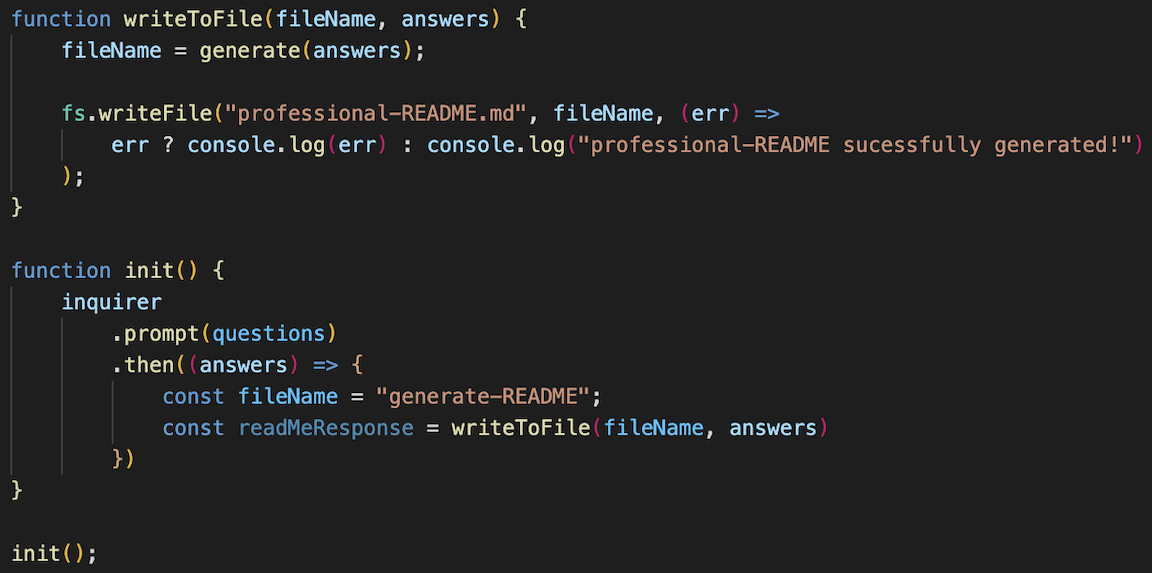 function writeToFile(fileName, answers) {
    fileName = generate(answers);

    fs.writeFile("professional-README.md", fileName, (err) =>
        err ? console.log(err) : console.log("professional-README sucessfully generated!")
    );
}

function init() {
    inquirer
        .prompt(questions)
        .then((answers) => {
            const fileName = "generate-README";
            const readMeResponse = writeToFile(fileName, answers)
        })
}

init();